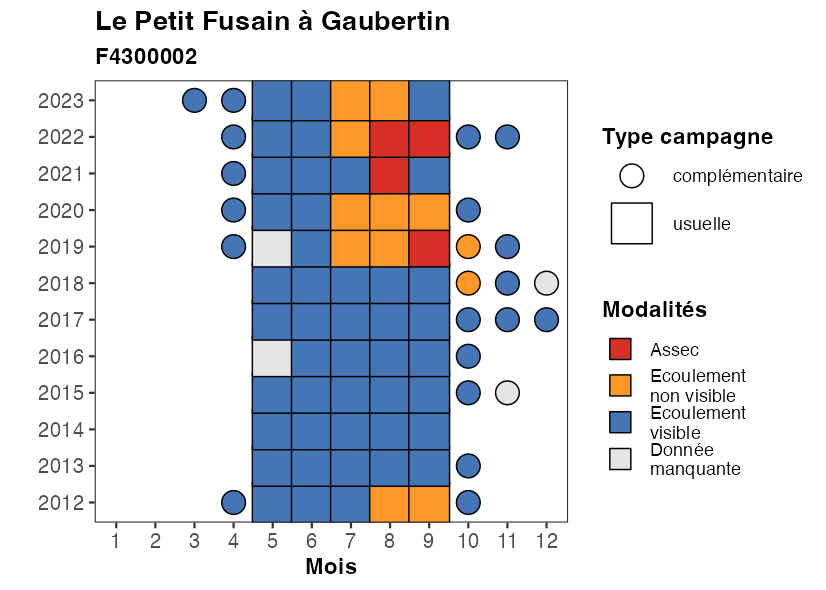 Le Petit Fusain à Gaubertin
F4300002
2023
2022
2021
2020
2019
2018
2017
2016
2015
2014
2013
2012
1 2 3 4 5 6 7 8 9 10 11 12
Mois
Type campagne
complémentaire
usuelle
Modalités
Assec
Ecoulement
non visible
Ecoulement
visible
Donnée
manquante